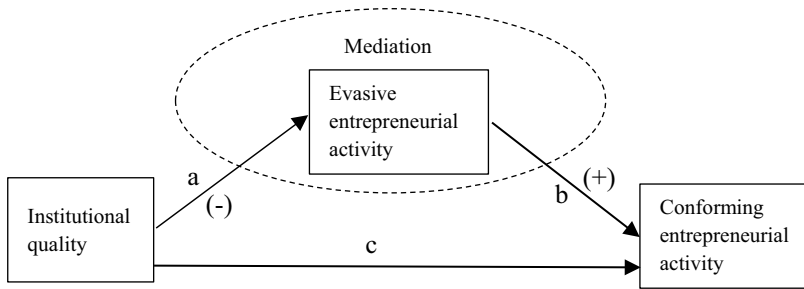 Mediation
Evasive
entrepreneurial
activity
a
(-)
(+)
b
Institutional
quality
Conforming
entrepreneurial
activity
c